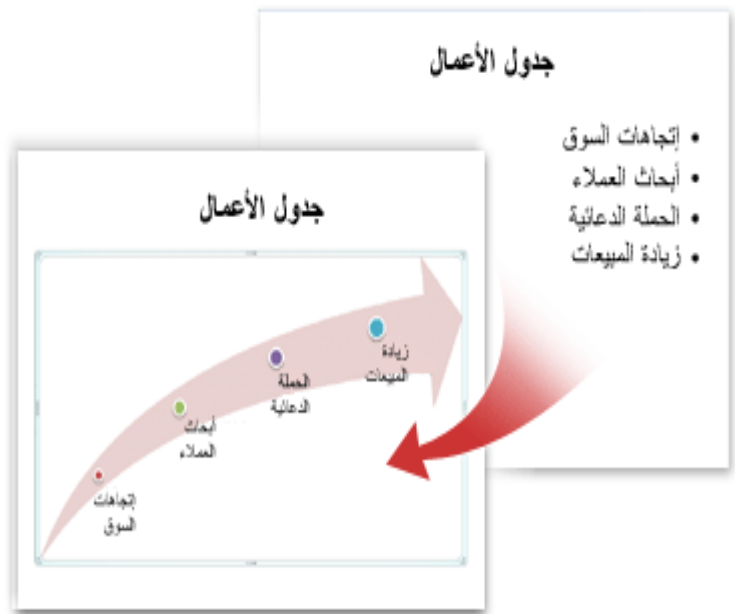 جدول الأعمال
• إتجاهات السوق
• أبحاث العملاء
• الحملة الدعائية
• زيادة المبيعات
جدول الأعمال
زيادة
المبيعات
الحملة
الدعائية
أبحاث
العملاء
إتجاهات
السوق